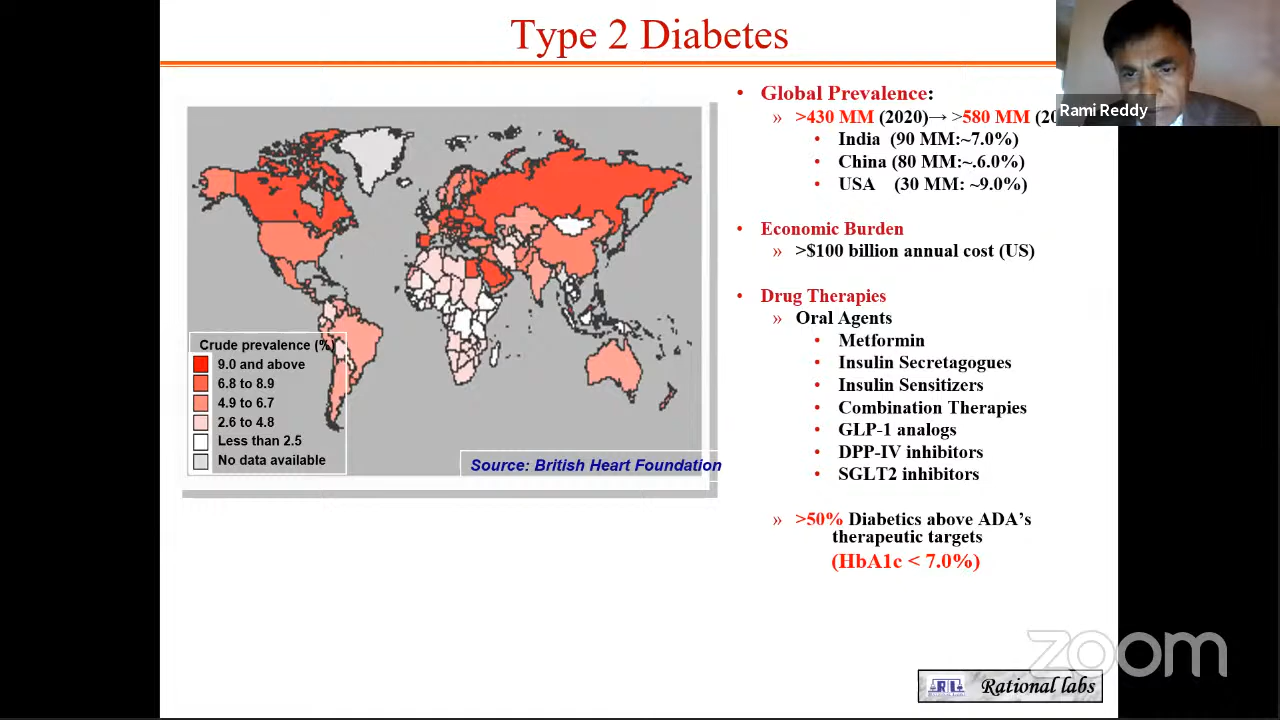 Type 2 Diabetes
Rami Reddy
Crude prevalence (%)
9.0 and above
6.8 to 8.9
4.9 to 6.7
2.6 to 4.8
Less than 2.5
No data available
Source: British Heart Foundation
• Global Prevalence:
» >430 MM (2020)→ >580 MM (20
• India (90 MM:~7.0%)
• China (80 MM:~.6.0%)
• USA (30 MM: ~9.0%)
• Economic Burden
» >$100 billion annual cost (US)
• Drug Therapies
» Oral Agents
• Metformin
• Insulin Secretagogues
• Insulin Sensitizers
• Combination Therapies
• GLP-1 analogs
• DPP-IV inhibitors
• SGLT2 inhibitors
» >50% Diabetics above ADA’s
therapeutic targets
(HbA1c < 7.0%)
zoom
RL Rational labs